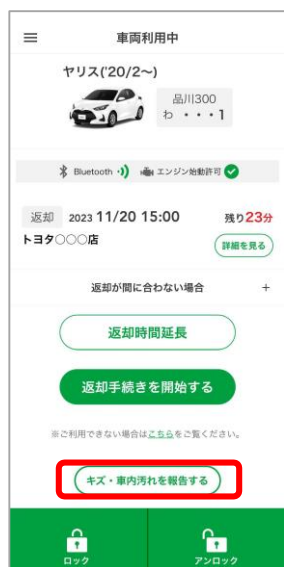 車両利用中
ヤリス('20/2~)
品川300
わ ・・・1
Bluetooth エンジン始動許可
返却 2023 11/20 15:00 残り23分
トヨタ〇〇〇店 詳細を見る
返却が間に合わない場合 +
返却時間延長
返却手続きを開始する
※ご利用できない場合はこちらをご覧ください。
キズ・車内汚れを報告する
ロック アンロック